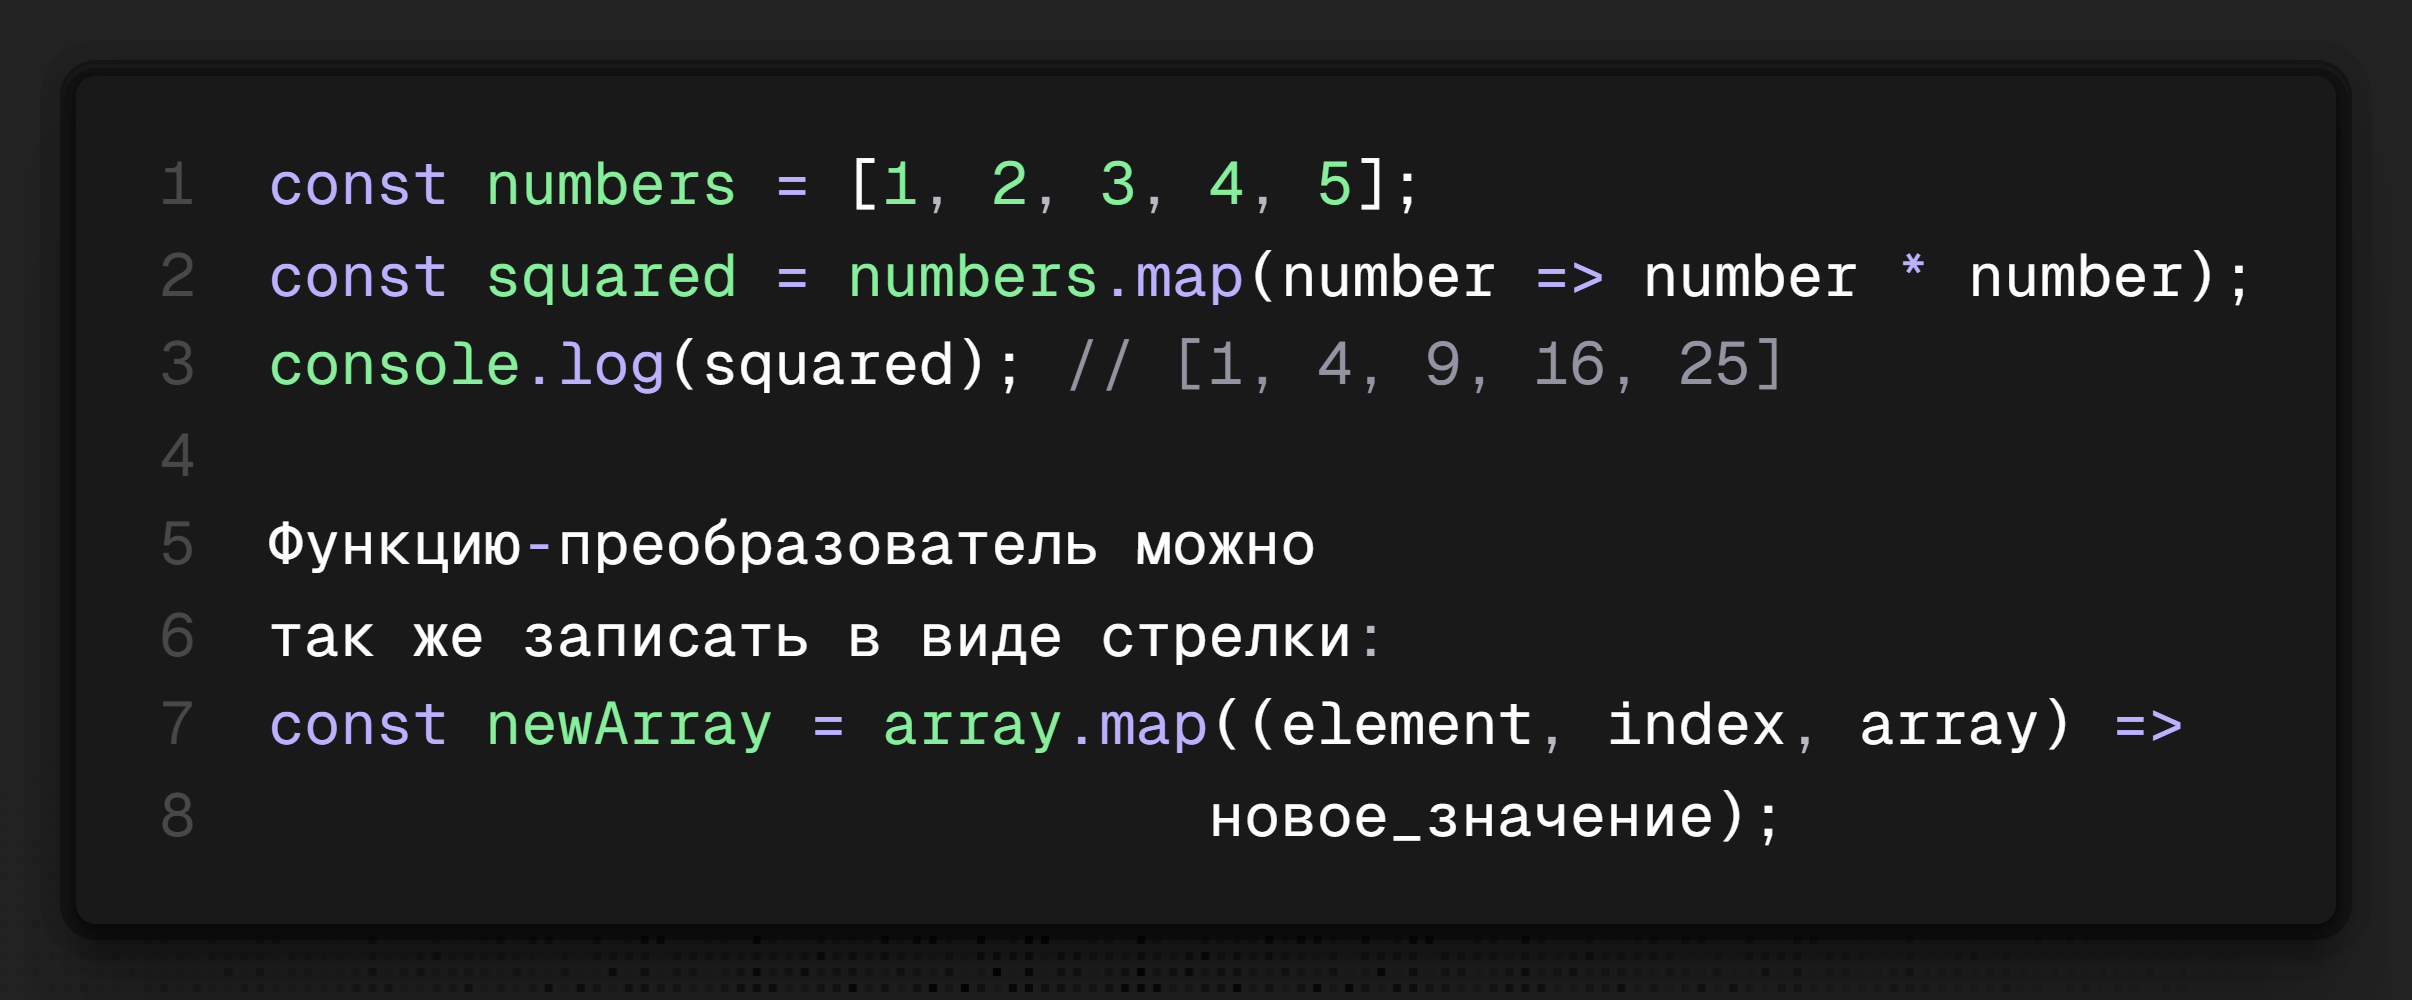 1 const numbers = [1, 2, 3, 4, 5];
2 const squared = numbers.map(number => number * number);
3 console.log(squared); // [1, 4, 9, 16, 25]
4
5 Функцию-преобразователь можно
6 так же записать в виде стрелки:
7 const newArray = array.map((element, index, array) =>
8 новое_значение);